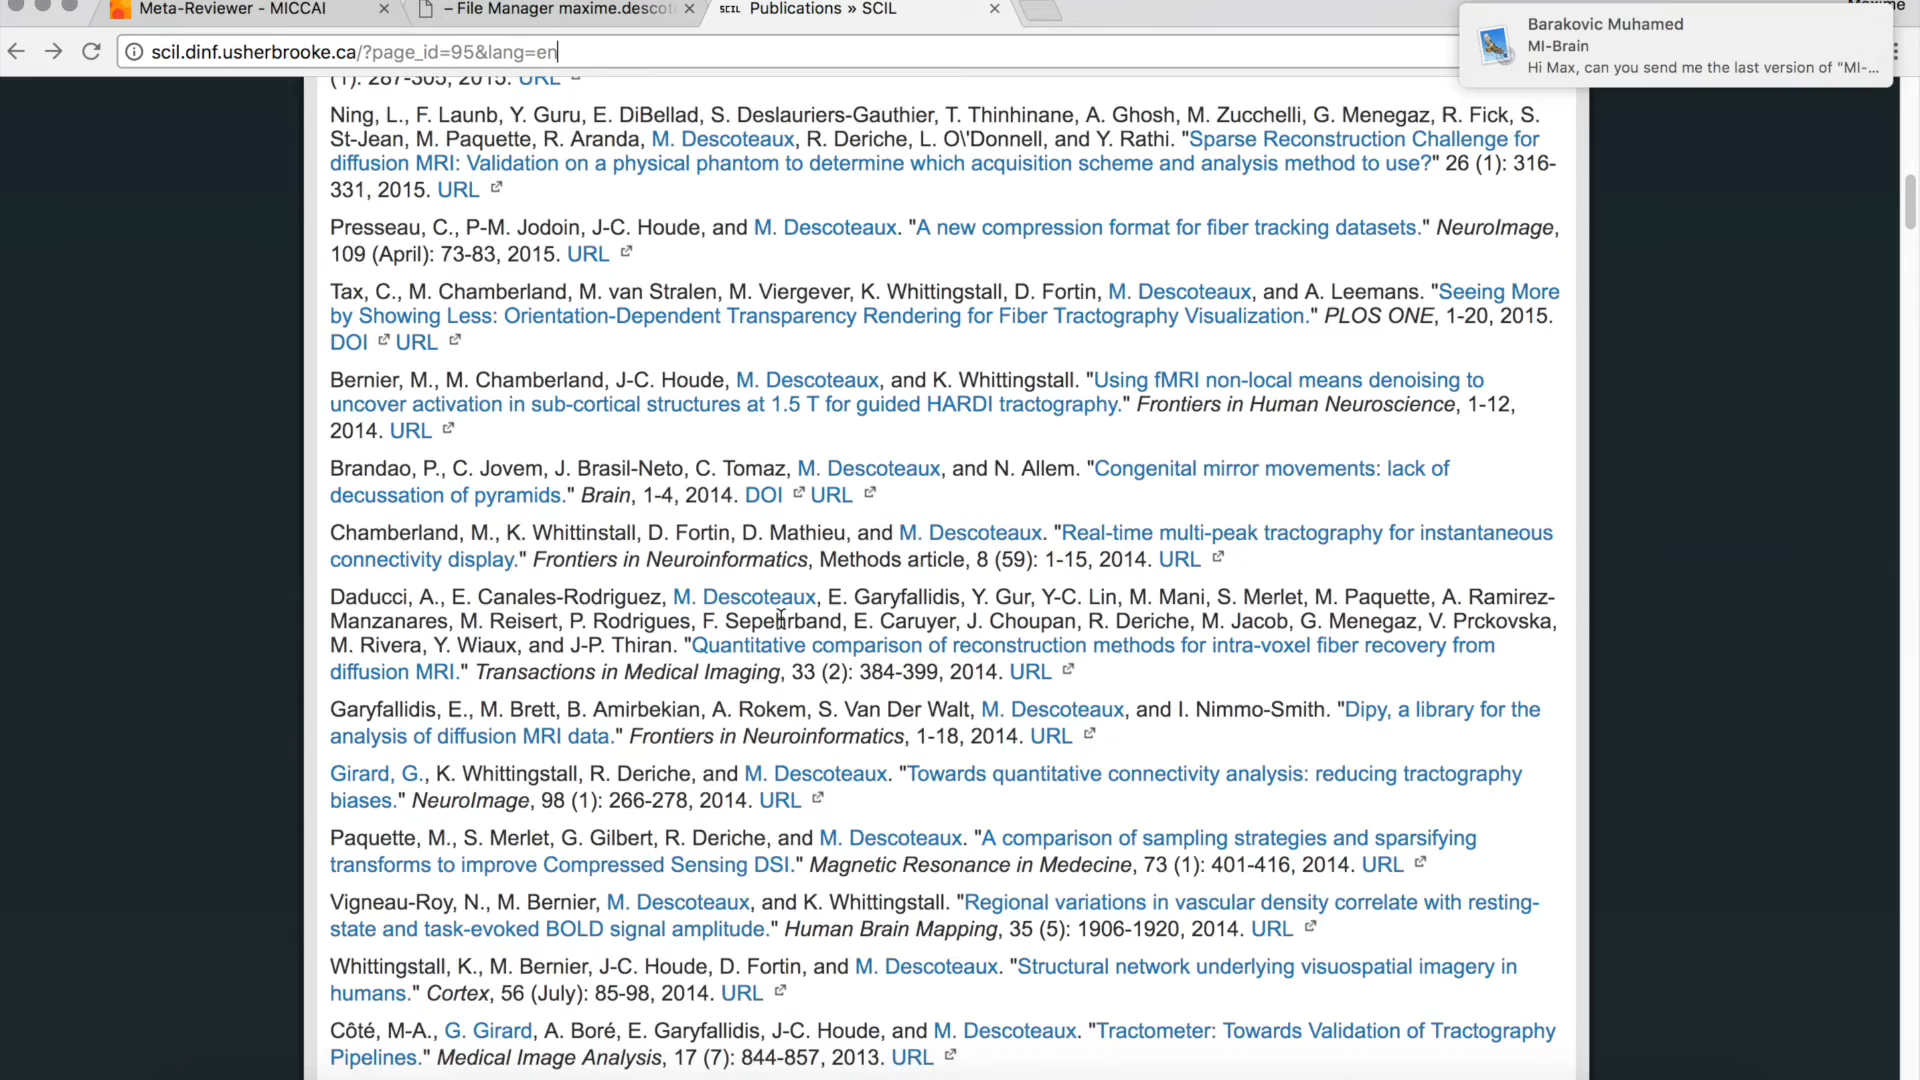 Meta-Reviewer - MICCAI
– File Manager maxime.descot
SCIL Publications » SCIL
scil.dinf.usherbrooke.ca/?page_id=95&lang=en
Barakovic Muhamed
MI-Brain
Hi Max, can you send me the last version of "MI-...
(1): 287-305, 2015. URL
Ning, L., F. Launb, Y. Guru, E. DiBellad, S. Deslauriers-Gauthier, T. Thinhinane, A. Ghosh, M. Zucchelli, G. Menegaz, R. Fick, S.
St-Jean, M. Paquette, R. Aranda, M. Descoteaux, R. Deriche, L. O\'Donnell, and Y. Rathi. "Sparse Reconstruction Challenge for
diffusion MRI: Validation on a physical phantom to determine which acquisition scheme and analysis method to use?" 26 (1): 316-
331, 2015. URL
Presseau, C., P-M. Jodoin, J-C. Houde, and M. Descoteaux. "A new compression format for fiber tracking datasets." NeuroImage,
109 (April): 73-83, 2015. URL
Tax, C., M. Chamberland, M. van Stralen, M. Viergever, K. Whittingstall, D. Fortin, M. Descoteaux, and A. Leemans. "Seeing More
by Showing Less: Orientation-Dependent Transparency Rendering for Fiber Tractography Visualization." PLOS ONE, 1-20, 2015.
DOI URL
Bernier, M., M. Chamberland, J-C. Houde, M. Descoteaux, and K. Whittingstall. "Using fMRI non-local means denoising to
uncover activation in sub-cortical structures at 1.5 T for guided HARDI tractography." Frontiers in Human Neuroscience, 1-12,
2014. URL
Brandao, P., C. Jovem, J. Brasil-Neto, C. Tomaz, M. Descoteaux, and N. Allem. "Congenital mirror movements: lack of
decussation of pyramids." Brain, 1-4, 2014. DOI URL
Chamberland, M., K. Whittinstall, D. Fortin, D. Mathieu, and M. Descoteaux. "Real-time multi-peak tractography for instantaneous
connectivity display." Frontiers in Neuroinformatics, Methods article, 8 (59): 1-15, 2014. URL
Daducci, A., E. Canales-Rodriguez, M. Descoteaux, E. Garyfallidis, Y. Gur, Y-C. Lin, M. Mani, S. Merlet, M. Paquette, A. Ramirez-
Manzanares, M. Reisert, P. Rodrigues, F. Sepehrband, E. Caruyer, J. Choupan, R. Deriche, M. Jacob, G. Menegaz, V. Prckovska,
M. Rivera, Y. Wiaux, and J-P. Thiran. "Quantitative comparison of reconstruction methods for intra-voxel fiber recovery from
diffusion MRI." Transactions in Medical Imaging, 33 (2): 384-399, 2014. URL
Garyfallidis, E., M. Brett, B. Amirbekian, A. Rokem, S. Van Der Walt, M. Descoteaux, and I. Nimmo-Smith. "Dipy, a library for the
analysis of diffusion MRI data." Frontiers in Neuroinformatics, 1-18, 2014. URL
Girard, G., K. Whittingstall, R. Deriche, and M. Descoteaux. "Towards quantitative connectivity analysis: reducing tractography
biases." NeuroImage, 98 (1): 266-278, 2014. URL
Paquette, M., S. Merlet, G. Gilbert, R. Deriche, and M. Descoteaux. "A comparison of sampling strategies and sparsifying
transforms to improve Compressed Sensing DSI." Magnetic Resonance in Medecine, 73 (1): 401-416, 2014. URL
Vigneau-Roy, N., M. Bernier, M. Descoteaux, and K. Whittingstall. "Regional variations in vascular density correlate with resting-
state and task-evoked BOLD signal amplitude." Human Brain Mapping, 35 (5): 1906-1920, 2014. URL
Whittingstall, K., M. Bernier, J-C. Houde, D. Fortin, and M. Descoteaux. "Structural network underlying visuospatial imagery in
humans." Cortex, 56 (July): 85-98, 2014. URL
Côté, M-A., G. Girard, A. Boré, E. Garyfallidis, J-C. Houde, and M. Descoteaux. "Tractometer: Towards Validation of Tractography
Pipelines." Medical Image Analysis, 17 (7): 844-857, 2013. URL